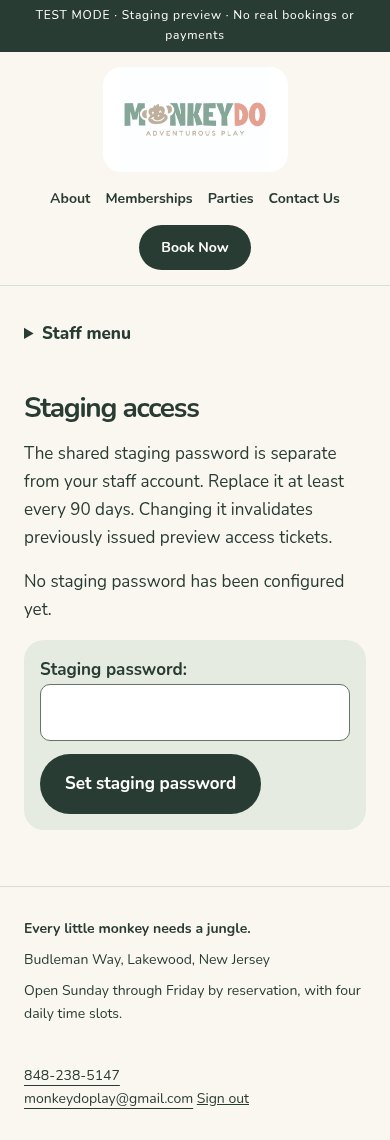 TEST MODE · Staging preview · No real bookings or
payments
MONKEYDO
ADVENTUROUS PLAY
About Memberships Parties Contact Us
Book Now
Staff menu
Staging access
The shared staging password is separate
from your staff account. Replace it at least
every 90 days. Changing it invalidates
previously issued preview access tickets.
No staging password has been configured
yet.
Staging password:
Set staging password
Every little monkey needs a jungle.
Budleman Way, Lakewood, New Jersey
Open Sunday through Friday by reservation, with four
daily time slots.
848-238-5147
monkeydoplay@gmail.com Sign out